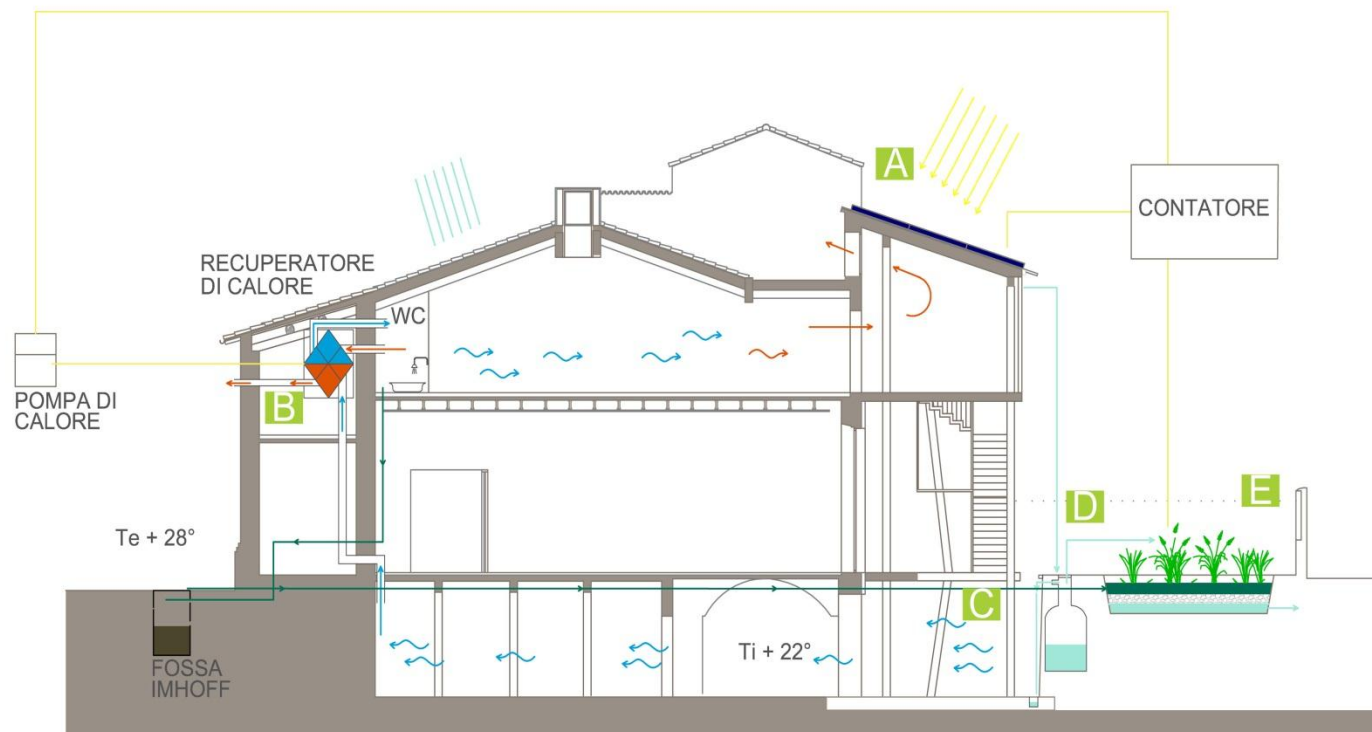 A
CONTATORE
RECUPERATORE
DI CALORE
WC
POMPA DI
CALORE
B
Te + 28°
D
E
C
Ti + 22°
FOSSA
IMHOFF